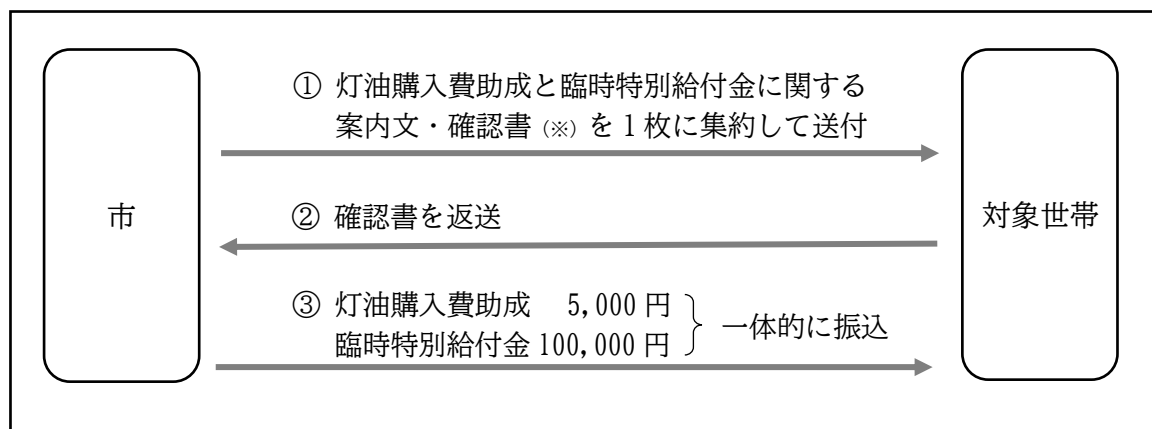 市
① 灯油購入費助成と臨時特別給付金に関する
案内文・確認書(※)を1枚に集約して送付
② 確認書を返送
③ 灯油購入費助成 5,000円
臨時特別給付金 100,000円
一体的に振込
対象世帯